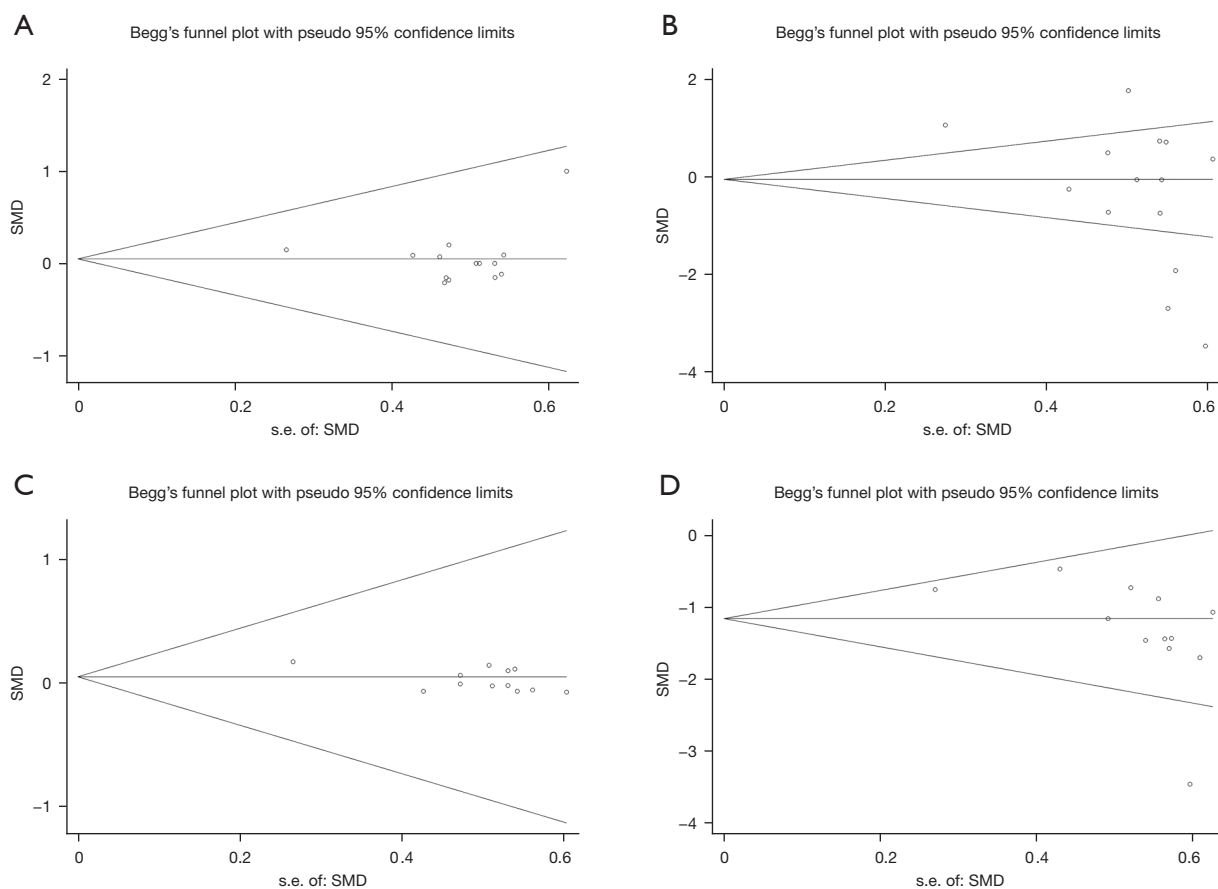 A
Begg's funnel plot with pseudo 95% confidence limits
SMD
2
1
0
−1
0 0.2 0.4 0.6
s.e. of: SMD
B
Begg's funnel plot with pseudo 95% confidence limits
SMD
2
0
−2
−4
0 0.2 0.4 0.6
s.e. of: SMD
C
Begg's funnel plot with pseudo 95% confidence limits
SMD
1
0
−1
0 0.2 0.4 0.6
s.e. of: SMD
D
Begg's funnel plot with pseudo 95% confidence limits
SMD
0
−1
−2
−3
−4
0 0.2 0.4 0.6
s.e. of: SMD